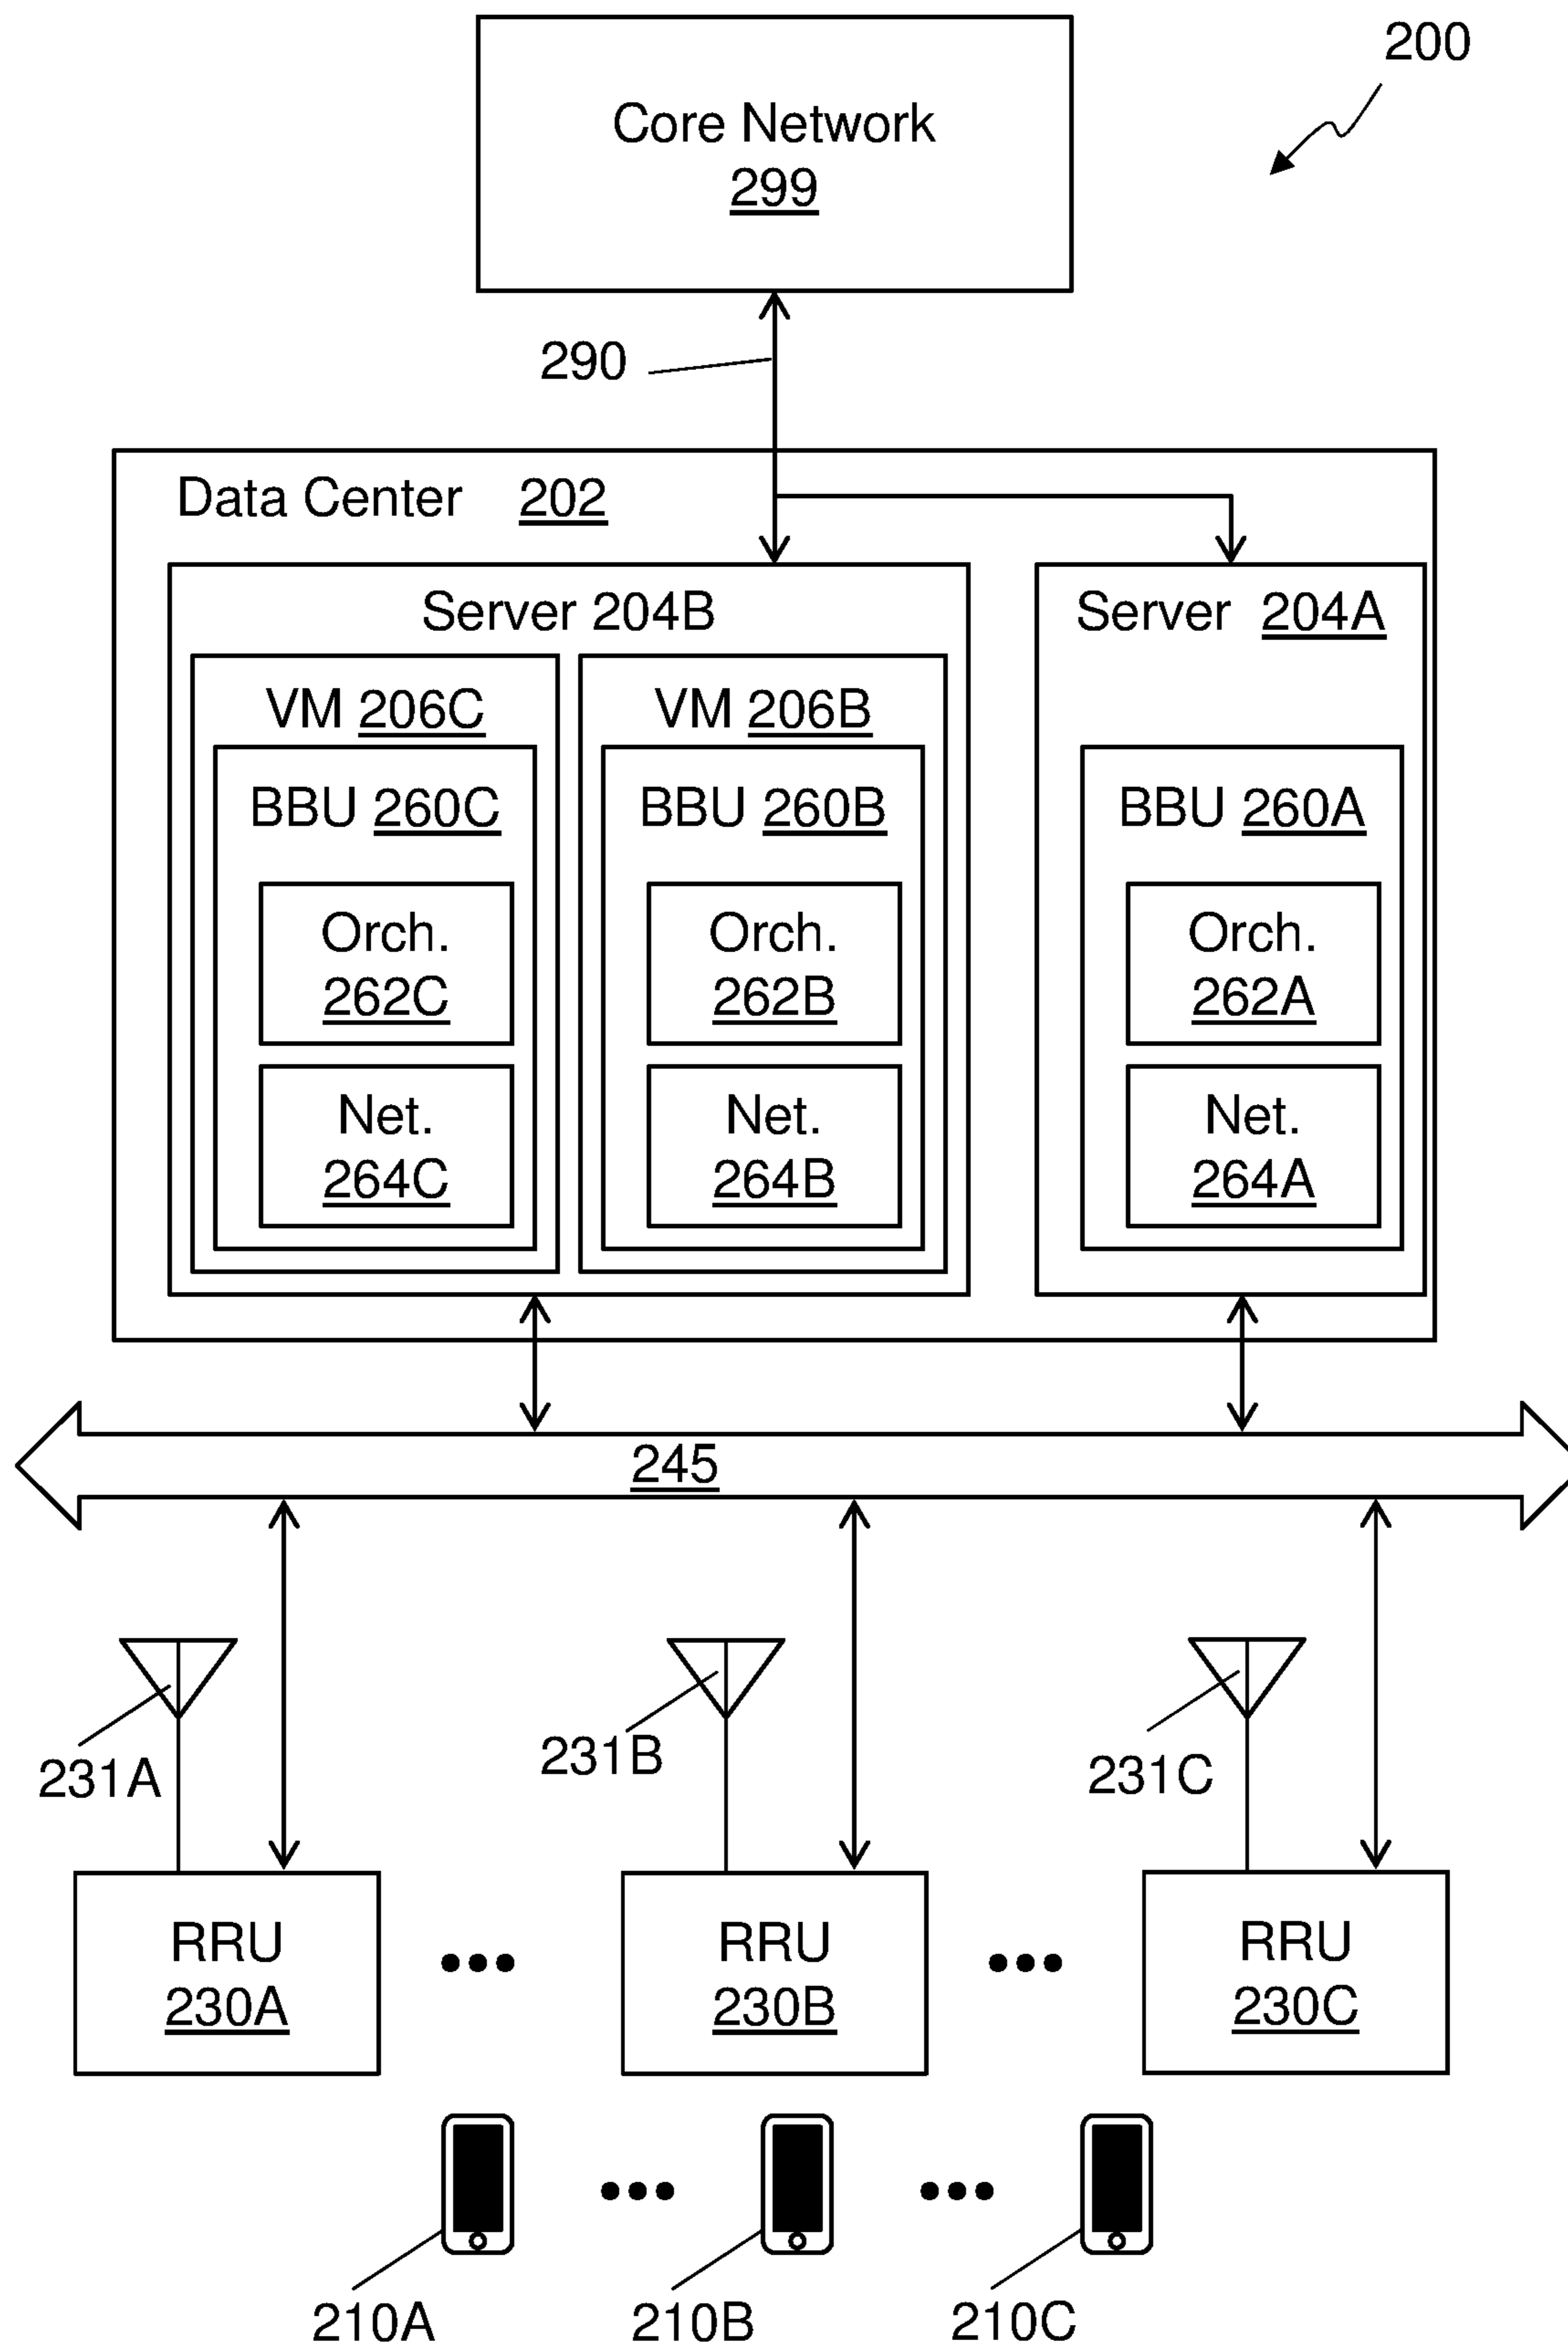 200
Core Network
299
290
Data Center 202
Server 204B
Server 204A
VM 206C
VM 206B
BBU 260C
BBU 260B
BBU 260A
Orch.
262C
Orch.
262B
Orch.
262A
Net.
264C
Net.
264B
Net.
264A
245
231A
231B
231C
RRU
230A
RRU
230B
RRU
230C
210A
210B
210C